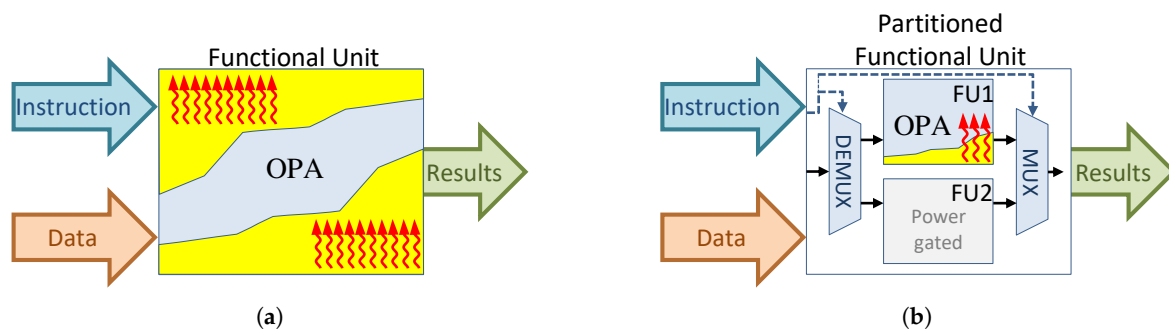 Functional Unit
Instruction
OPA
Results
Data
(a)
Partitioned
Functional Unit
Instruction
FU1
OPA
DEMUX
MUX
Results
FU2
Data
Power
gated
(b)